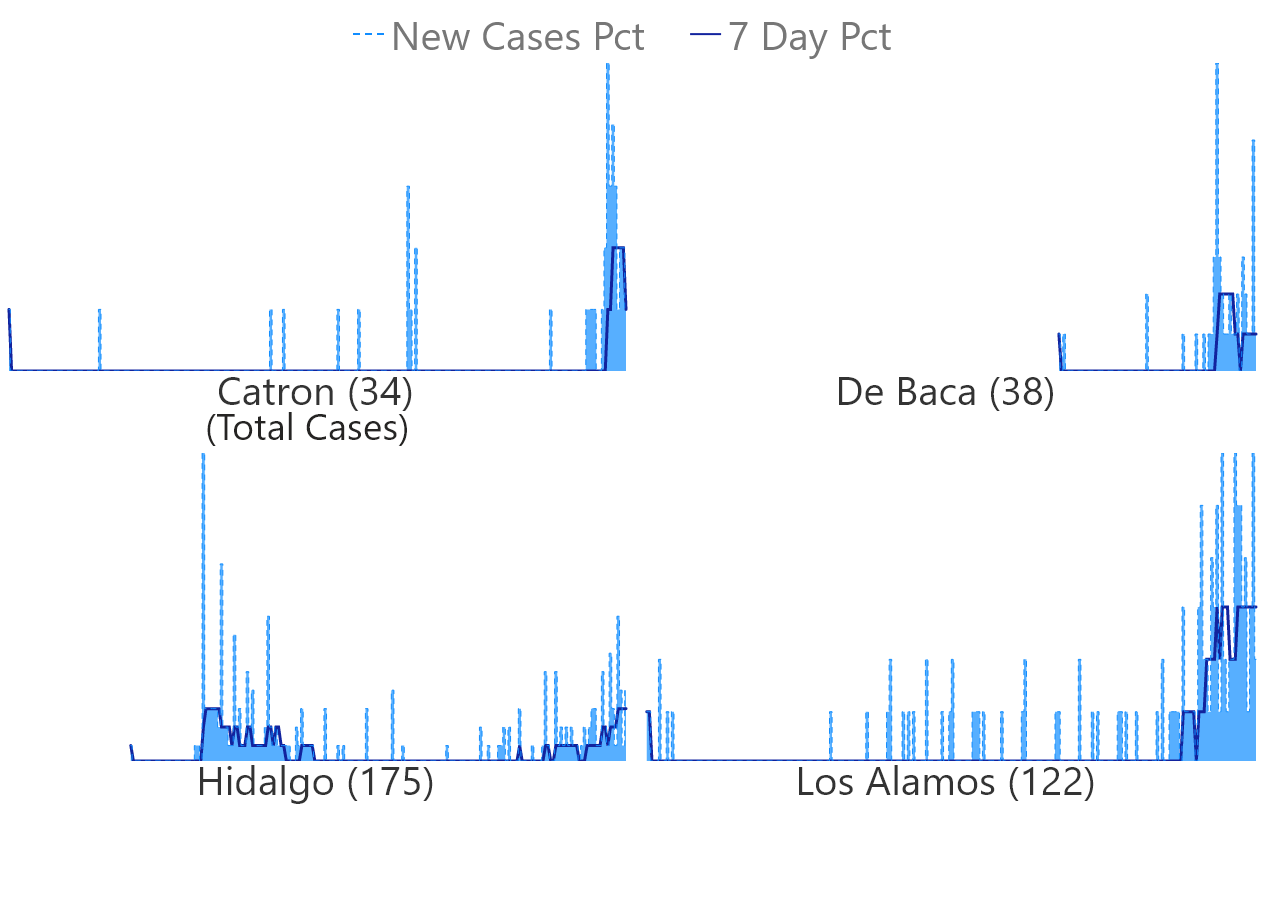 New Cases Pct 7 Day Pct
Catron (34) De Baca (38)
(Total Cases)
Hidalgo (175) Los Alamos (122)